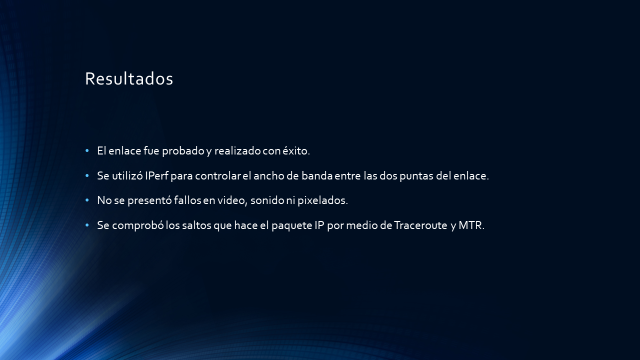 Resultados
• El enlace fue probado y realizado con éxito.
• Se utilizó IPerf para controlar el ancho de banda entre las dos puntas del enlace.
• No se presentó fallos en video, sonido ni pixelados.
• Se comprobó los saltos que hace el paquete IP por medio de Traceroute y MTR.